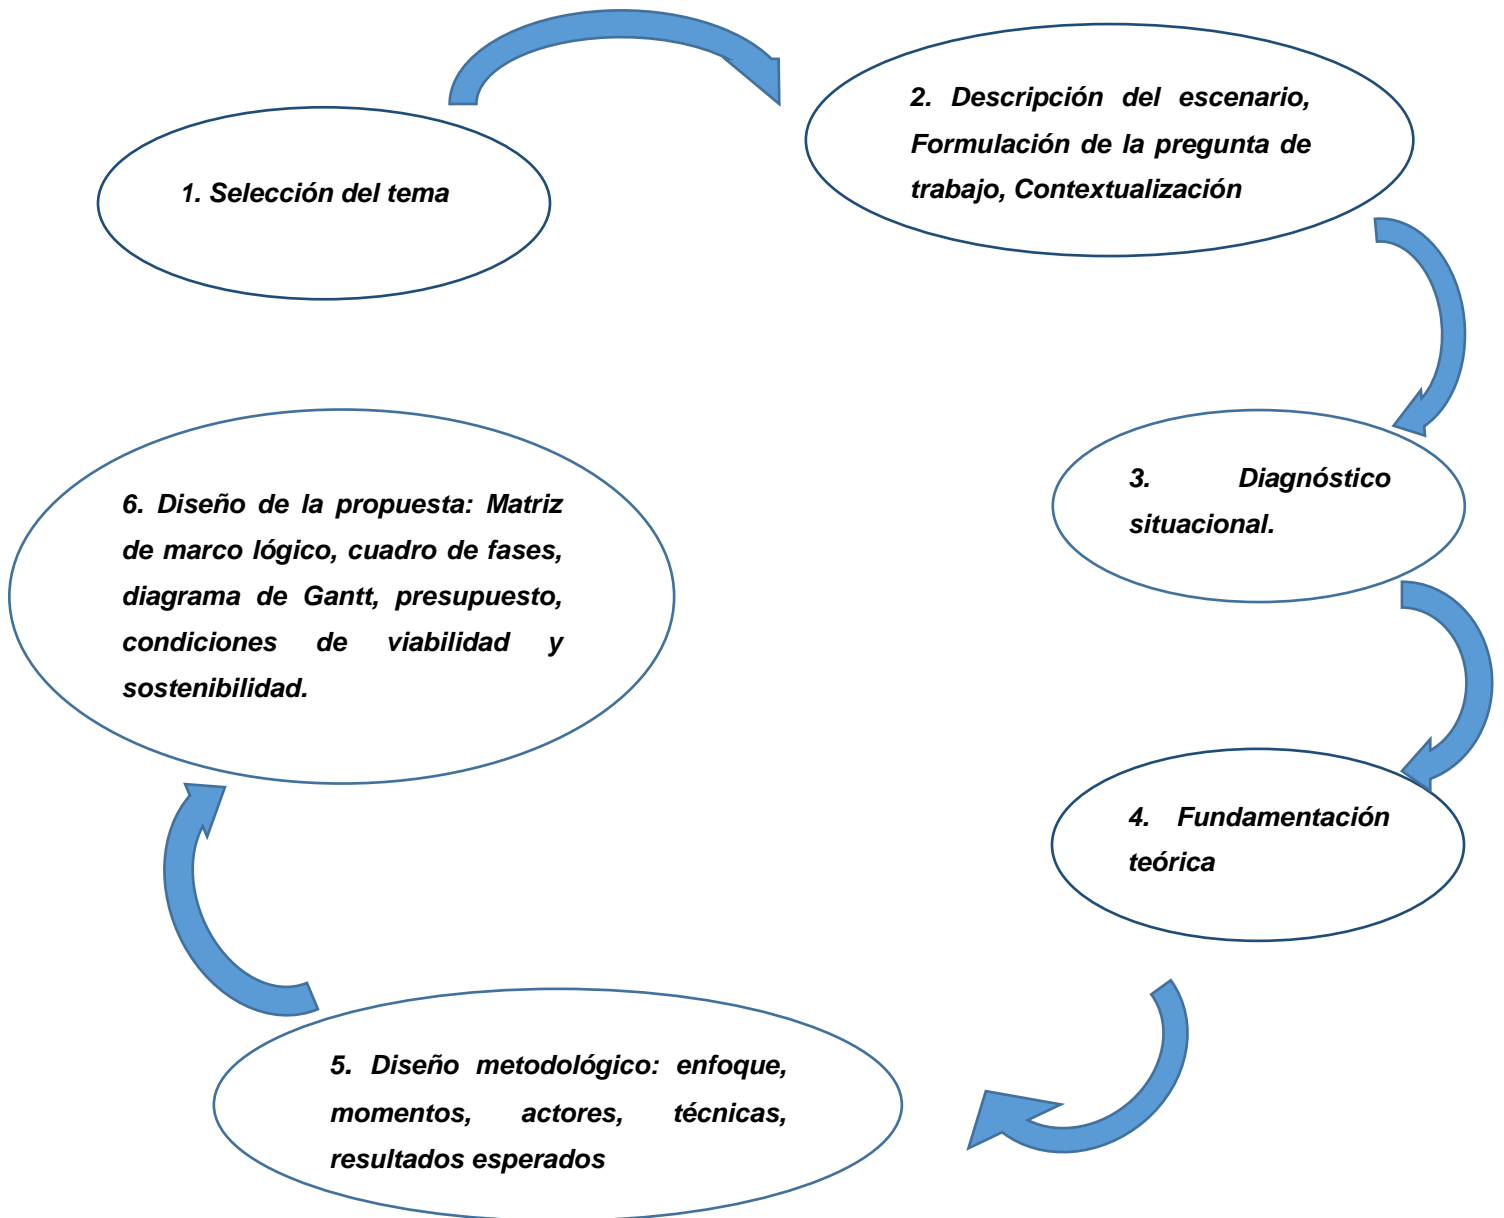 1. Selección del tema
2. Descripción del escenario,
Formulación de la pregunta de
trabajo, Contextualización
3. Diagnóstico
situacional.
4. Fundamentación
teórica
5. Diseño metodológico: enfoque,
momentos, actores, técnicas,
resultados esperados
6. Diseño de la propuesta: Matriz
de marco lógico, cuadro de fases,
diagrama de Gantt, presupuesto,
condiciones de viabilidad y
sostenibilidad.